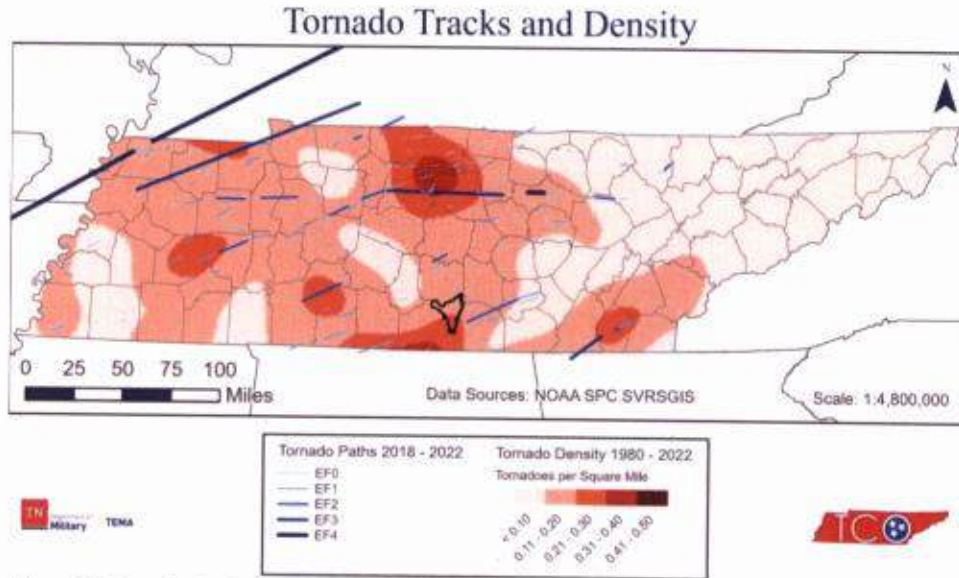 Tornado Tracks and Density
0 25 50 75 100
Miles
Data Sources: NOAA SPC SVRSGIS
Scale: 1:4,800,000
Tornado Paths 2018 - 2022
EF0
EF1
EF2
EF3
EF4
Tornado Density 1980 - 2022
Tornadoes per Square Mile
< 0.10
0.11 - 0.20
0.21 - 0.30
0.31 - 0.40
0.41 - 0.50
TN
Military
TEMA
TCO